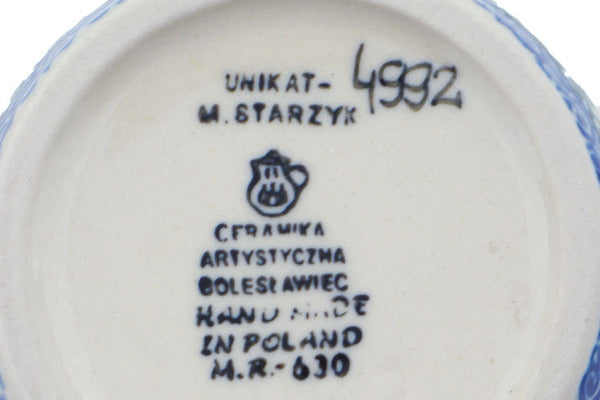 UNIKAT- 4992
M. STARZYK
CERAMIKA
ARTYSTYCZNA
BOLESŁAWIEC
HAND MADE
IN POLAND
M.R.-630